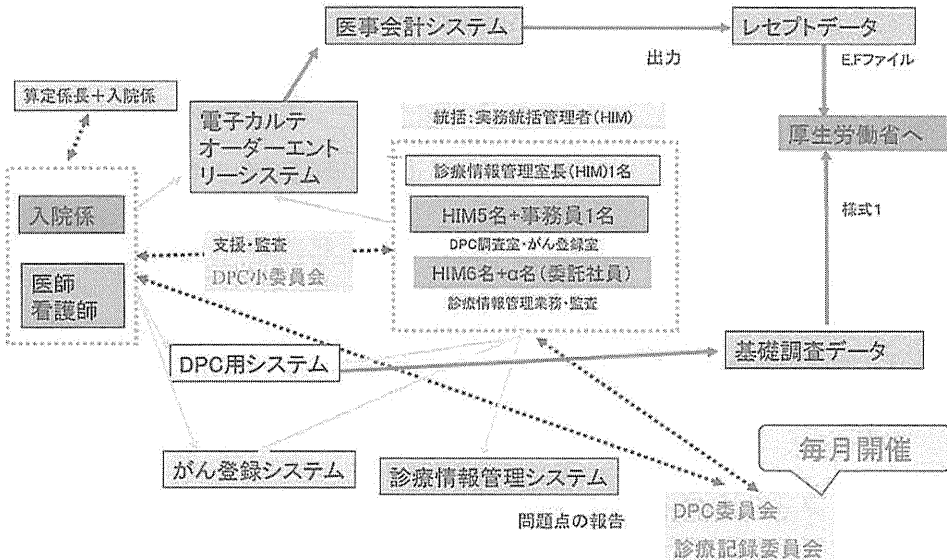 医事会計システム
レセプトデータ
出力
E,Fファイル
算定係長+入院係
電子カルテ
オーダーエント
リーシステム
統括:実務統括管理者(HIM)
厚生労働省へ
診療情報管理室長(HIM)1名
入院係
HIM5名+事務員1名
様式1
支援・監査
DPC調査室・がん登録室
DPC小委員会
HIM6名+α名(委託社員)
医師
看護師
診療情報管理業務・監査
DPC用システム
基礎調査データ
毎月開催
がん登録システム
診療情報管理システム
DPC委員会
問題点の報告
診療記録委員会